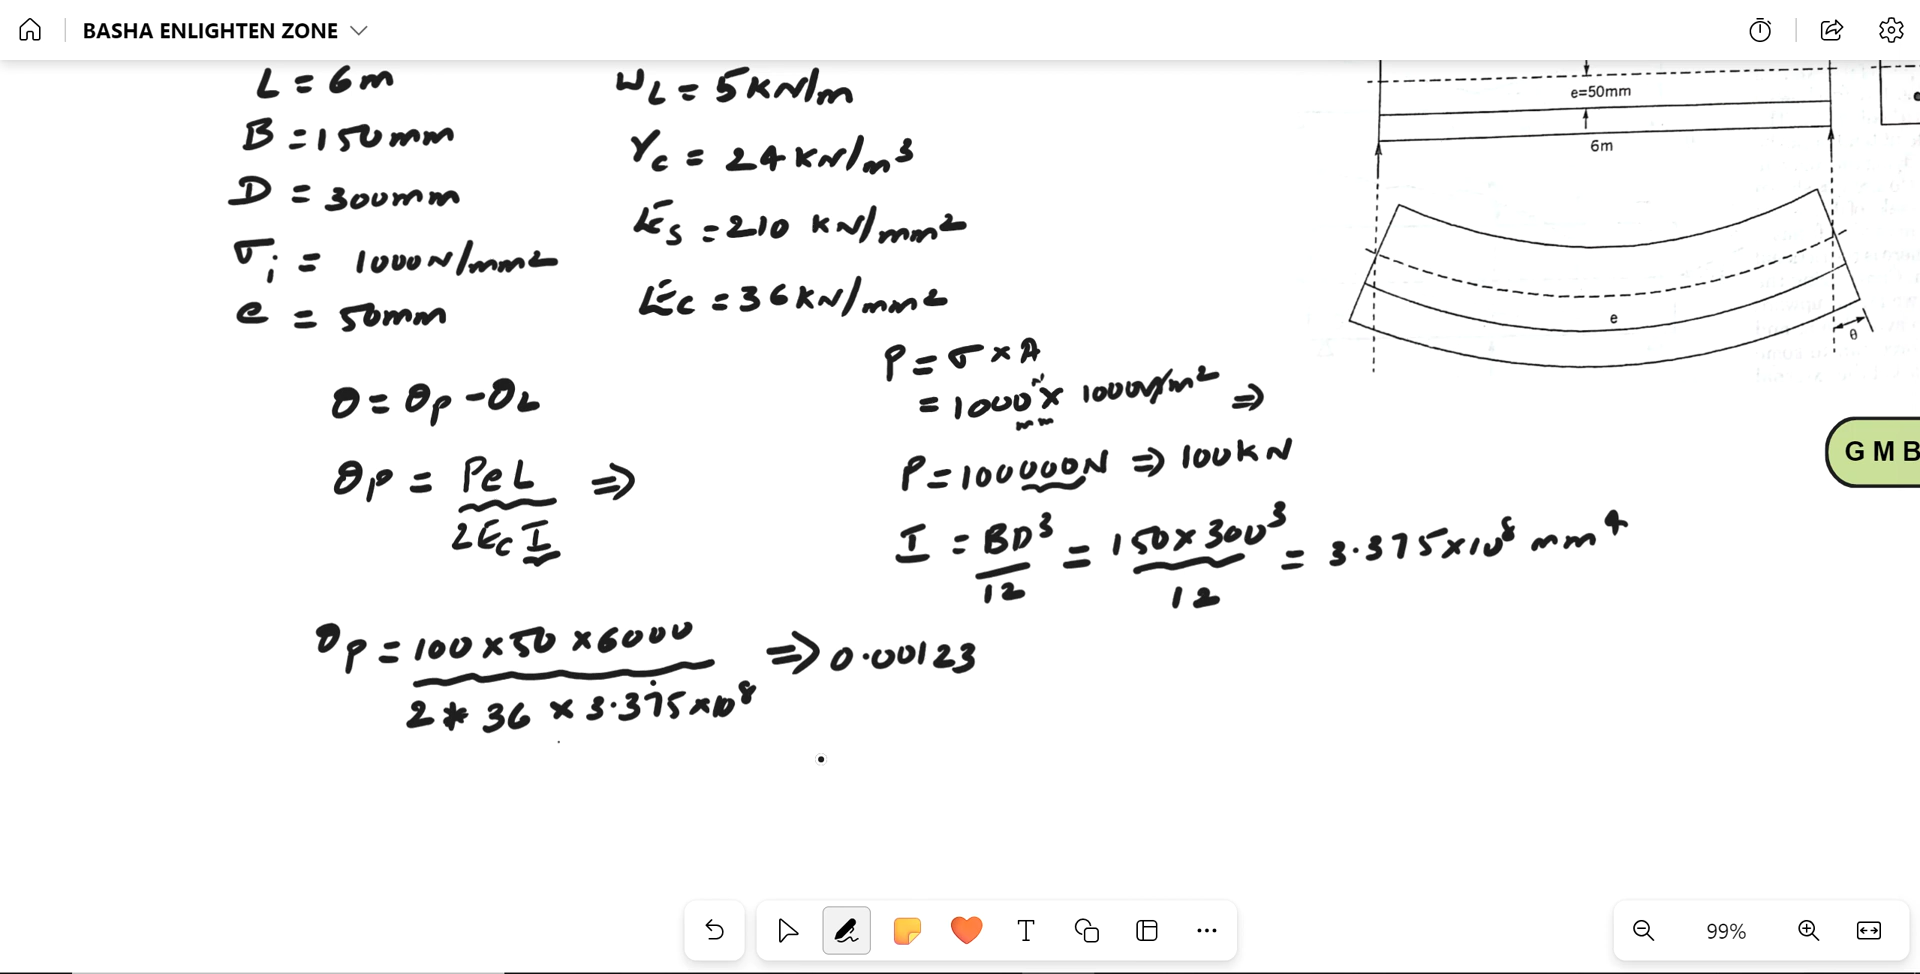 BASHA ENLIGHTEN ZONE
L = 6m
B = 150mm
D = 300mm
σi = 1000N/mm2
e = 50mm
WL = 5KN/m
γc = 24KN/m3
Es = 210 KN/mm2
Ec = 36KN/mm2
e=50mm
6m
e
θ
θ = θp - θL
θp = PeL / 2EcI ⇒
P = σ × A
= 1000 × 100 ⇒
P = 100000N ⇒ 100KN
I = BD³/12 = 150×300³/12 = 3.375×10⁸ mm⁴
θp = 100×50×6000 / 2*36×3.375×10⁸ ⇒ 0.00123
G M B
99%